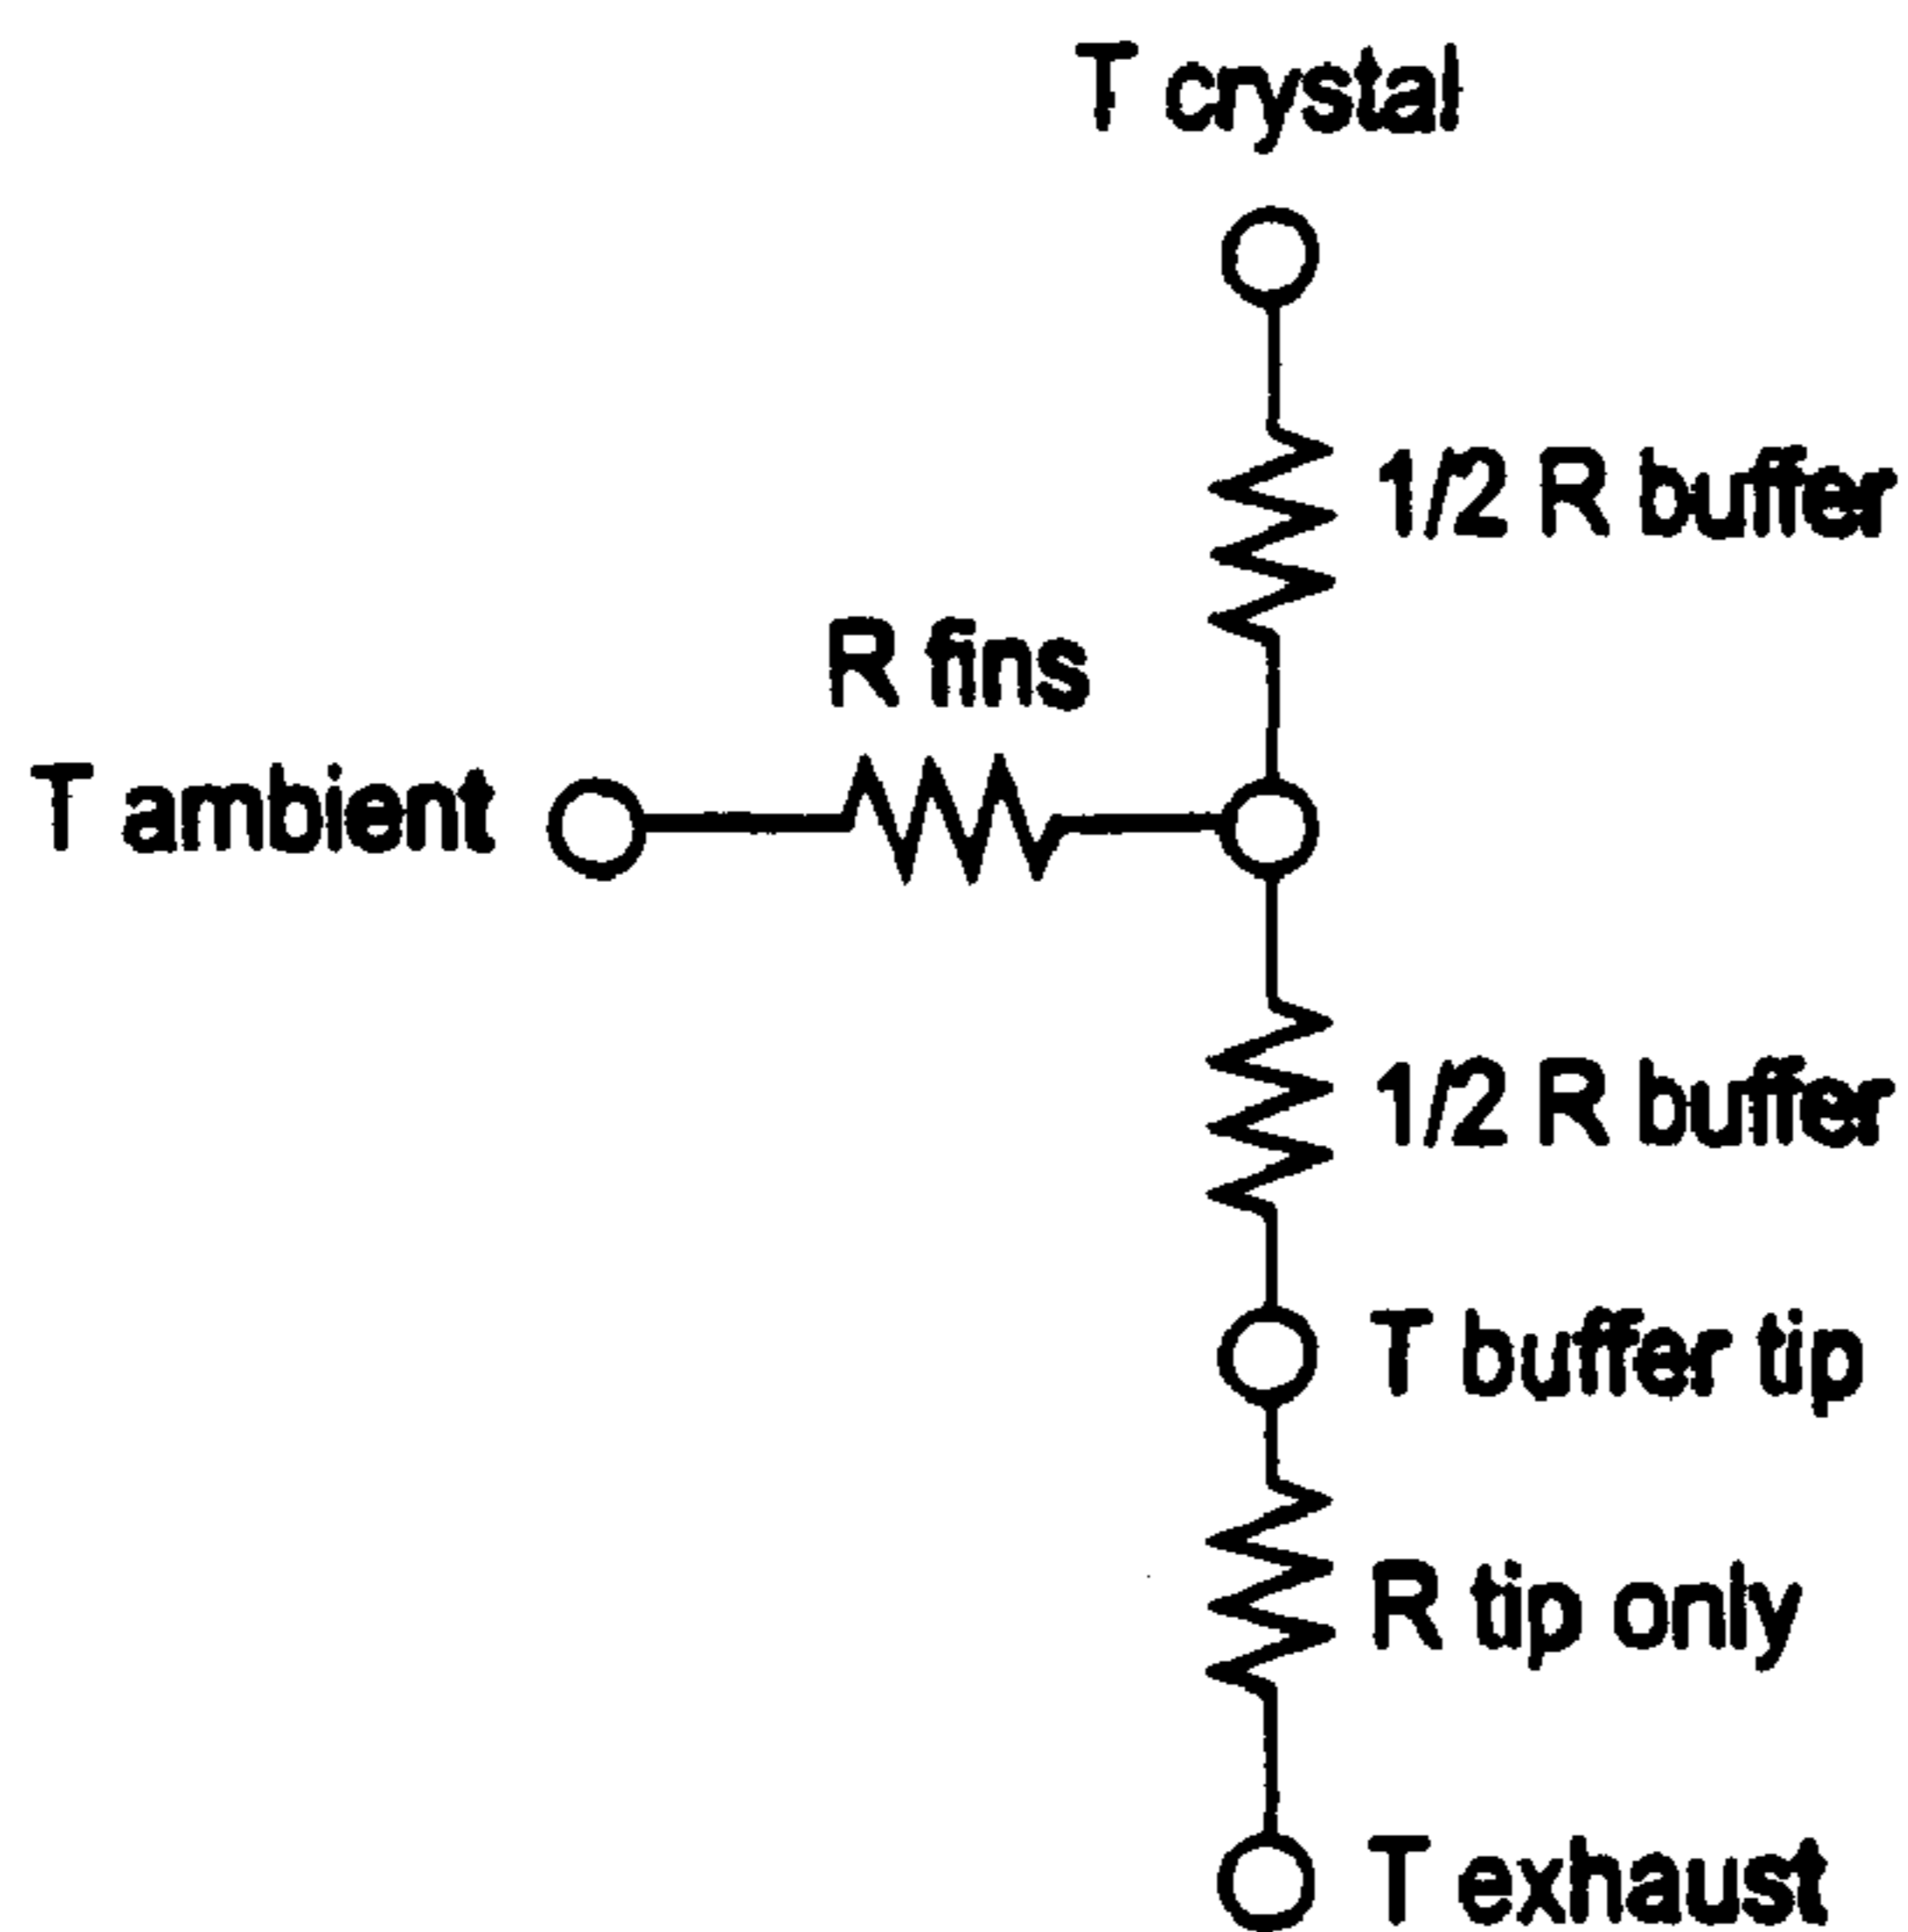 T crystal
1/2 R buffer
R fins
T ambient
1/2 R buffer
T buffer tip
R tip only
T exhaust